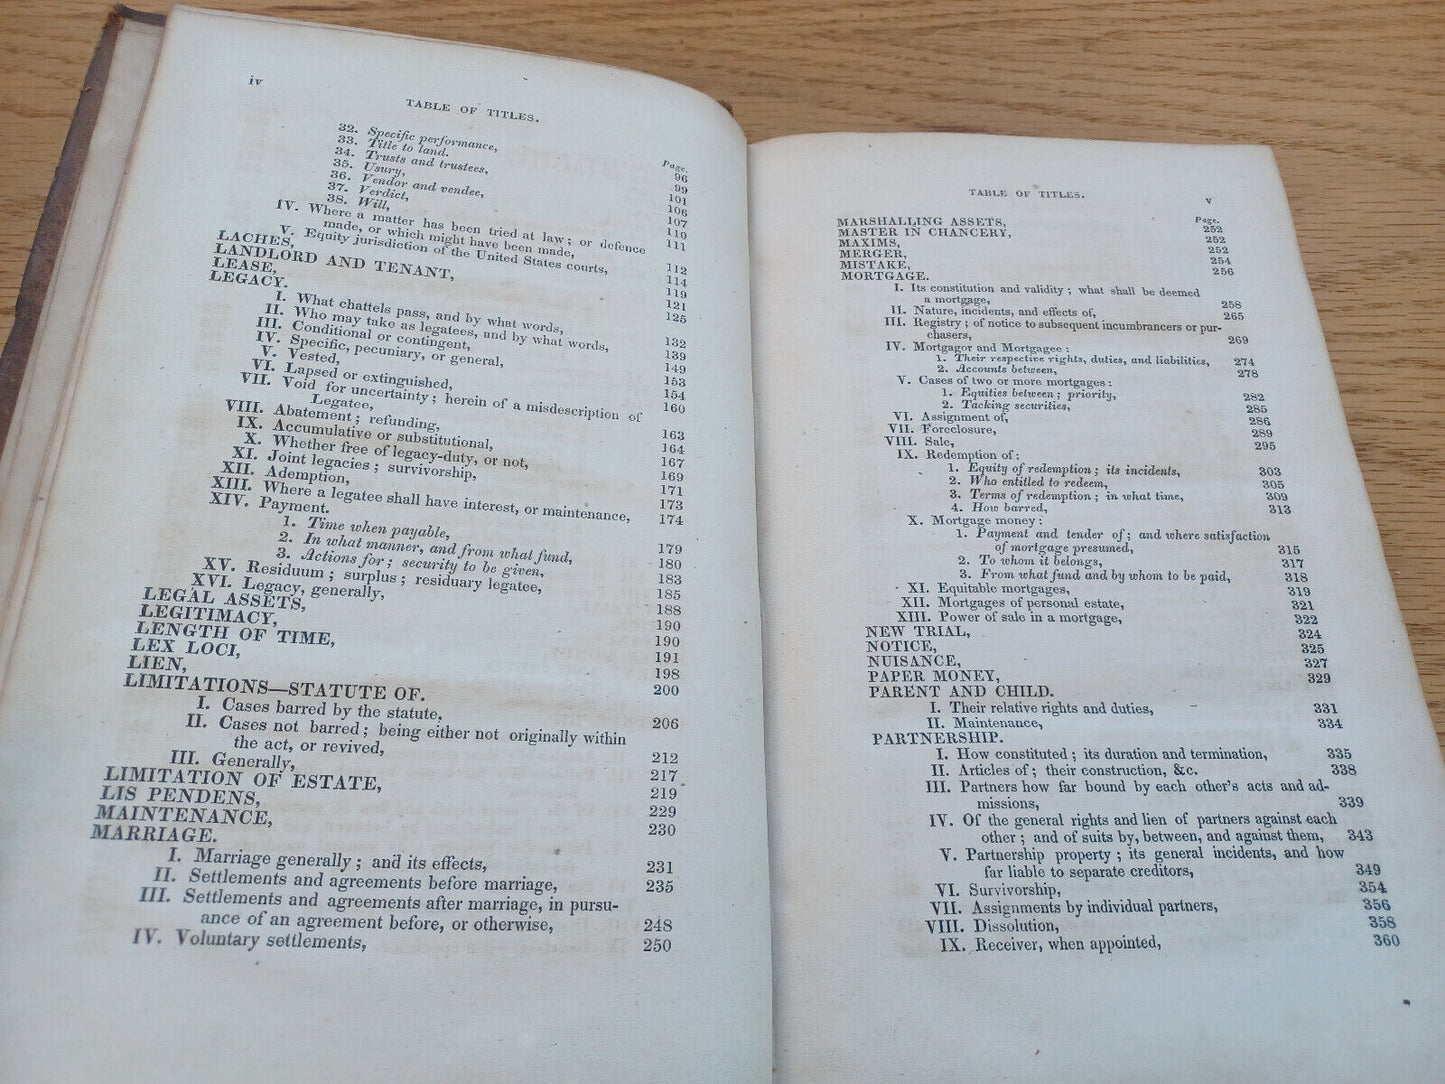 iv
TABLE OF TITLES.
Page.
32. Specific performance, 96
33. Title to land. 99
34. Trusts and trustees, 101
35. Usury, 106
36. Vendor and vendee, 107
37. Verdict, 110
38. Will, 111
IV. Where a matter has been tried at law; or defence
made, or which might have been made, 112
V. Equity jurisdiction of the United States courts, 114
LACHES, 119
LANDLORD AND TENANT, 121
LEASE, 125
LEGACY.
I. What chattels pass, and by what words, 132
II. Who may take as legatees, and by what words, 139
III. Conditional or contingent, 149
IV. Specific, pecuniary, or general, 153
V. Vested, 154
VI. Lapsed or extinguished, 160
VII. Void for uncertainty; herein of a misdescription of
Legatee, 163
VIII. Abatement; refunding, 164
IX. Accumulative or substitutional, 167
X. Whether free of legacy-duty, or not, 169
XI. Joint legacies; survivorship, 171
XII. Ademption, 173
XIII. Where a legatee shall have interest, or maintenance, 174
XIV. Payment.
1. Time when payable, 179
2. In what manner, and from what fund, 180
3. Actions for; security to be given, 183
XV. Residuum; surplus; residuary legatee, 185
XVI. Legacy, generally, 188
LEGAL ASSETS, 190
LEGITIMACY, 190
LENGTH OF TIME, 191
LEX LOCI, 198
LIEN, 200
LIMITATIONS—STATUTE OF.
I. Cases barred by the statute, 206
II. Cases not barred; being either not originally within
the act, or revived, 212
III. Generally, 217
LIMITATION OF ESTATE, 219
LIS PENDENS, 229
MAINTENANCE, 230
MARRIAGE.
I. Marriage generally; and its effects, 231
II. Settlements and agreements before marriage, 235
III. Settlements and agreements after marriage, in pursu-
ance of an agreement before, or otherwise, 248
IV. Voluntary settlements, 250
TABLE OF TITLES. v
Page.
MARSHALLING ASSETS, 252
MASTER IN CHANCERY, 252
MAXIMS, 252
MERGER, 254
MISTAKE, 256
MORTGAGE.
I. Its constitution and validity; what shall be deemed
a mortgage, 258
II. Nature, incidents, and effects of, 265
III. Registry; of notice to subsequent incumbrancers or pur-
chasers, 269
IV. Mortgagor and Mortgagee:
1. Their respective rights, duties, and liabilities, 274
2. Accounts between, 278
V. Cases of two or more mortgages:
1. Equities between; priority, 282
2. Tacking securities, 285
VI. Assignment of, 286
VII. Foreclosure, 289
VIII. Sale, 295
IX. Redemption of:
1. Equity of redemption; its incidents, 303
2. Who entitled to redeem, 305
3. Terms of redemption; in what time, 309
4. How barred, 313
X. Mortgage money:
1. Payment and tender of; and where satisfaction
of mortgage presumed, 315
2. To whom it belongs, 317
3. From what fund and by whom to be paid, 318
XI. Equitable mortgages, 319
XII. Mortgages of personal estate, 321
XIII. Power of sale in a mortgage, 322
NEW TRIAL, 324
NOTICE, 325
NUISANCE, 327
PAPER MONEY, 329
PARENT AND CHILD.
I. Their relative rights and duties, 331
II. Maintenance, 334
PARTNERSHIP.
I. How constituted; its duration and termination, 335
II. Articles of; their construction, &c. 338
III. Partners how far bound by each other's acts and ad-
missions, 339
IV. Of the general rights and lien of partners against each
other; and of suits by, between, and against them, 343
V. Partnership property; its general incidents, and how
far liable to separate creditors, 349
VI. Survivorship, 354
VII. Assignments by individual partners, 356
VIII. Dissolution, 358
IX. Receiver, when appointed, 360